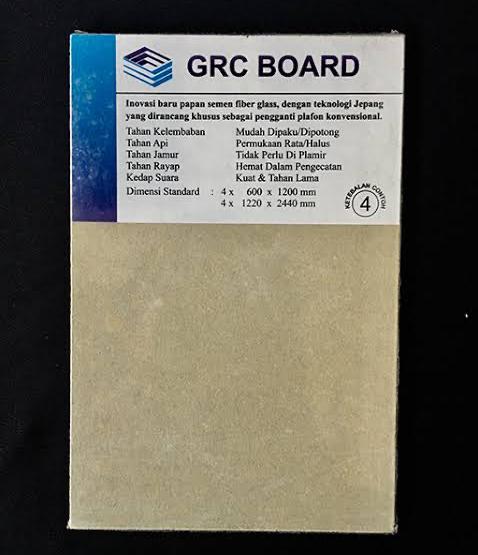 GRC BOARD
Inovasi baru papan semen fiber glass, dengan teknologi Jepang
yang dirancang khusus sebagai pengganti plafon konvensional.
Tahan Kelembaban Mudah Dipaku/Dipotong
Tahan Api Permukaan Rata/Halus
Tahan Jamur Tidak Perlu Di Plamir
Tahan Rayap Hemat Dalam Pengecatan
Kedap Suara Kuat & Tahan Lama
Dimensi Standard : 4 x 600 x 1200 mm
4 x 1220 x 2440 mm
KETEBALAN CONTOH
4